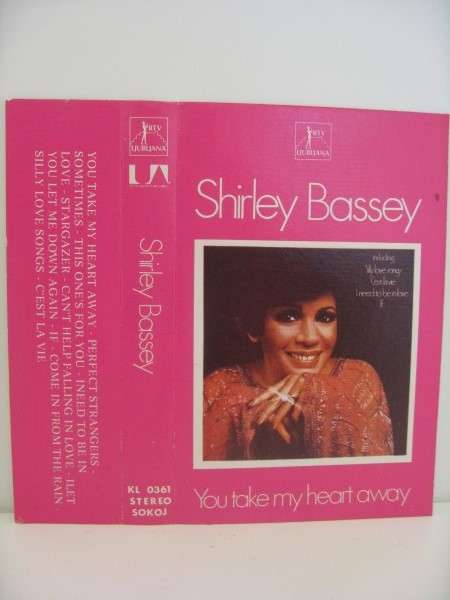 YOU TAKE MY HEART AWAY - PERFECT STRANGERS -
SOMETIMES - THIS ONE'S FOR YOU - I NEED TO BE IN
LOVE - STARGAZER - CAN'T HELP FALLING IN LOVE - I LET
YOU LET ME DOWN AGAIN - IF - COME IN FROM THE RAIN -
SILLY LOVE SONGS - C'EST LA VIE
RTV
LJUBLJANA
UA
Shirley Bassey
KL 0361
STEREO
SOKOJ
RTV
LJUBLJANA
Shirley Bassey
including
Silly love songs
C'est la vie
I need to be in love
If
You take my heart away